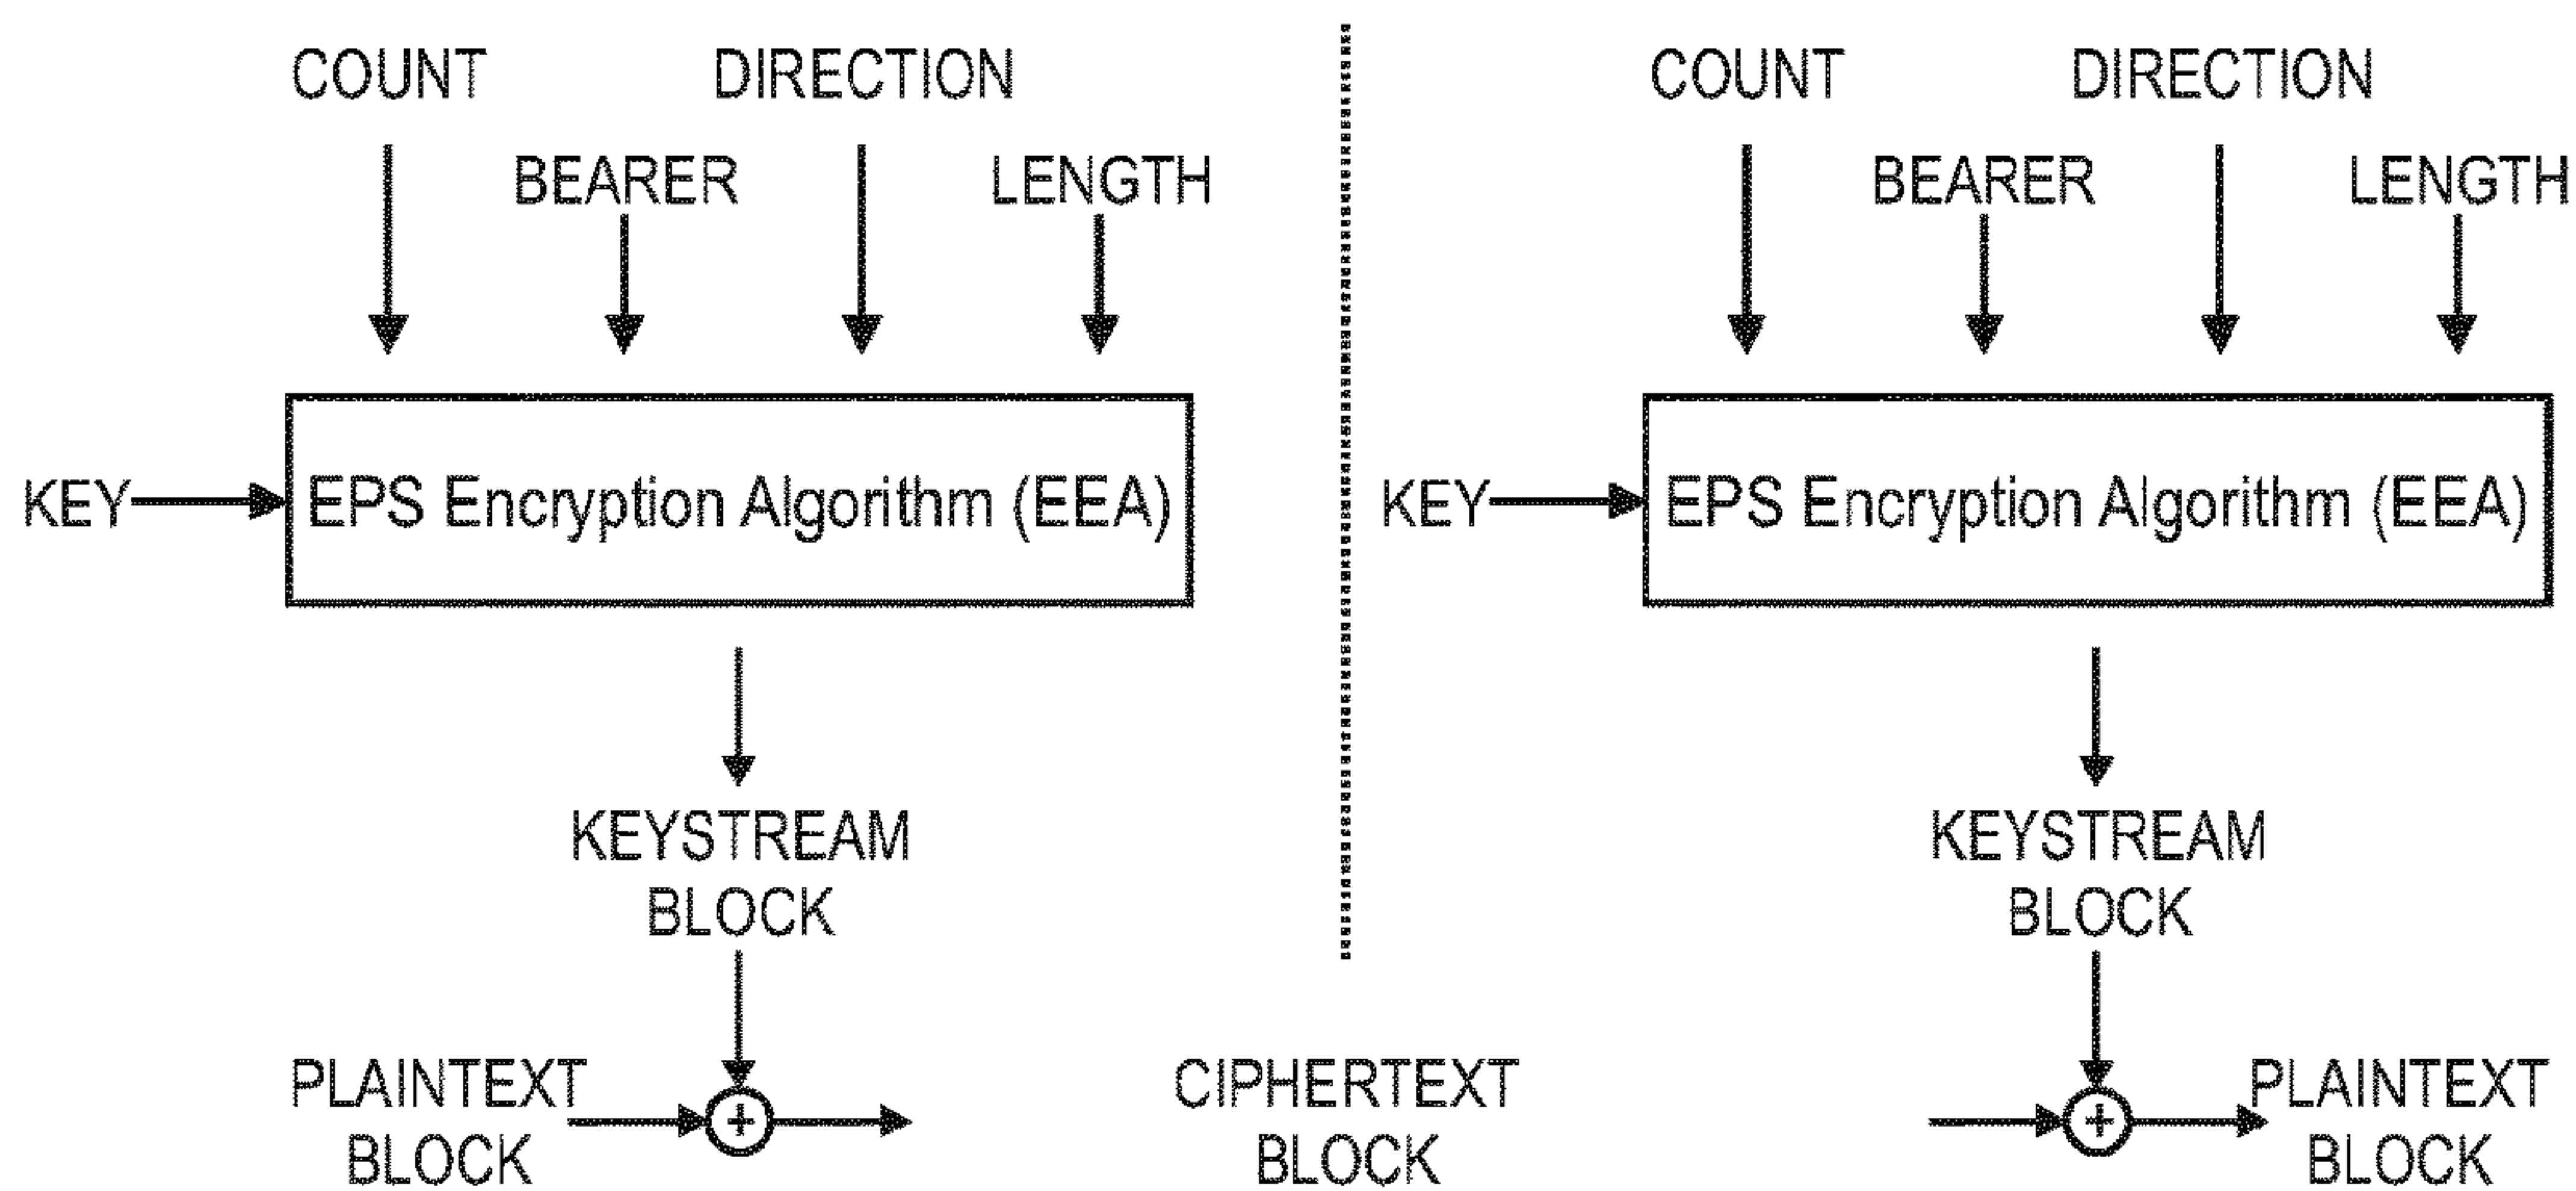 COUNT DIRECTION
BEARER LENGTH
KEY EPS Encryption Algorithm (EEA)
KEYSTREAM
BLOCK
PLAINTEXT
BLOCK
+
CIPHERTEXT
BLOCK
COUNT DIRECTION
BEARER LENGTH
KEY EPS Encryption Algorithm (EEA)
KEYSTREAM
BLOCK
+
PLAINTEXT
BLOCK